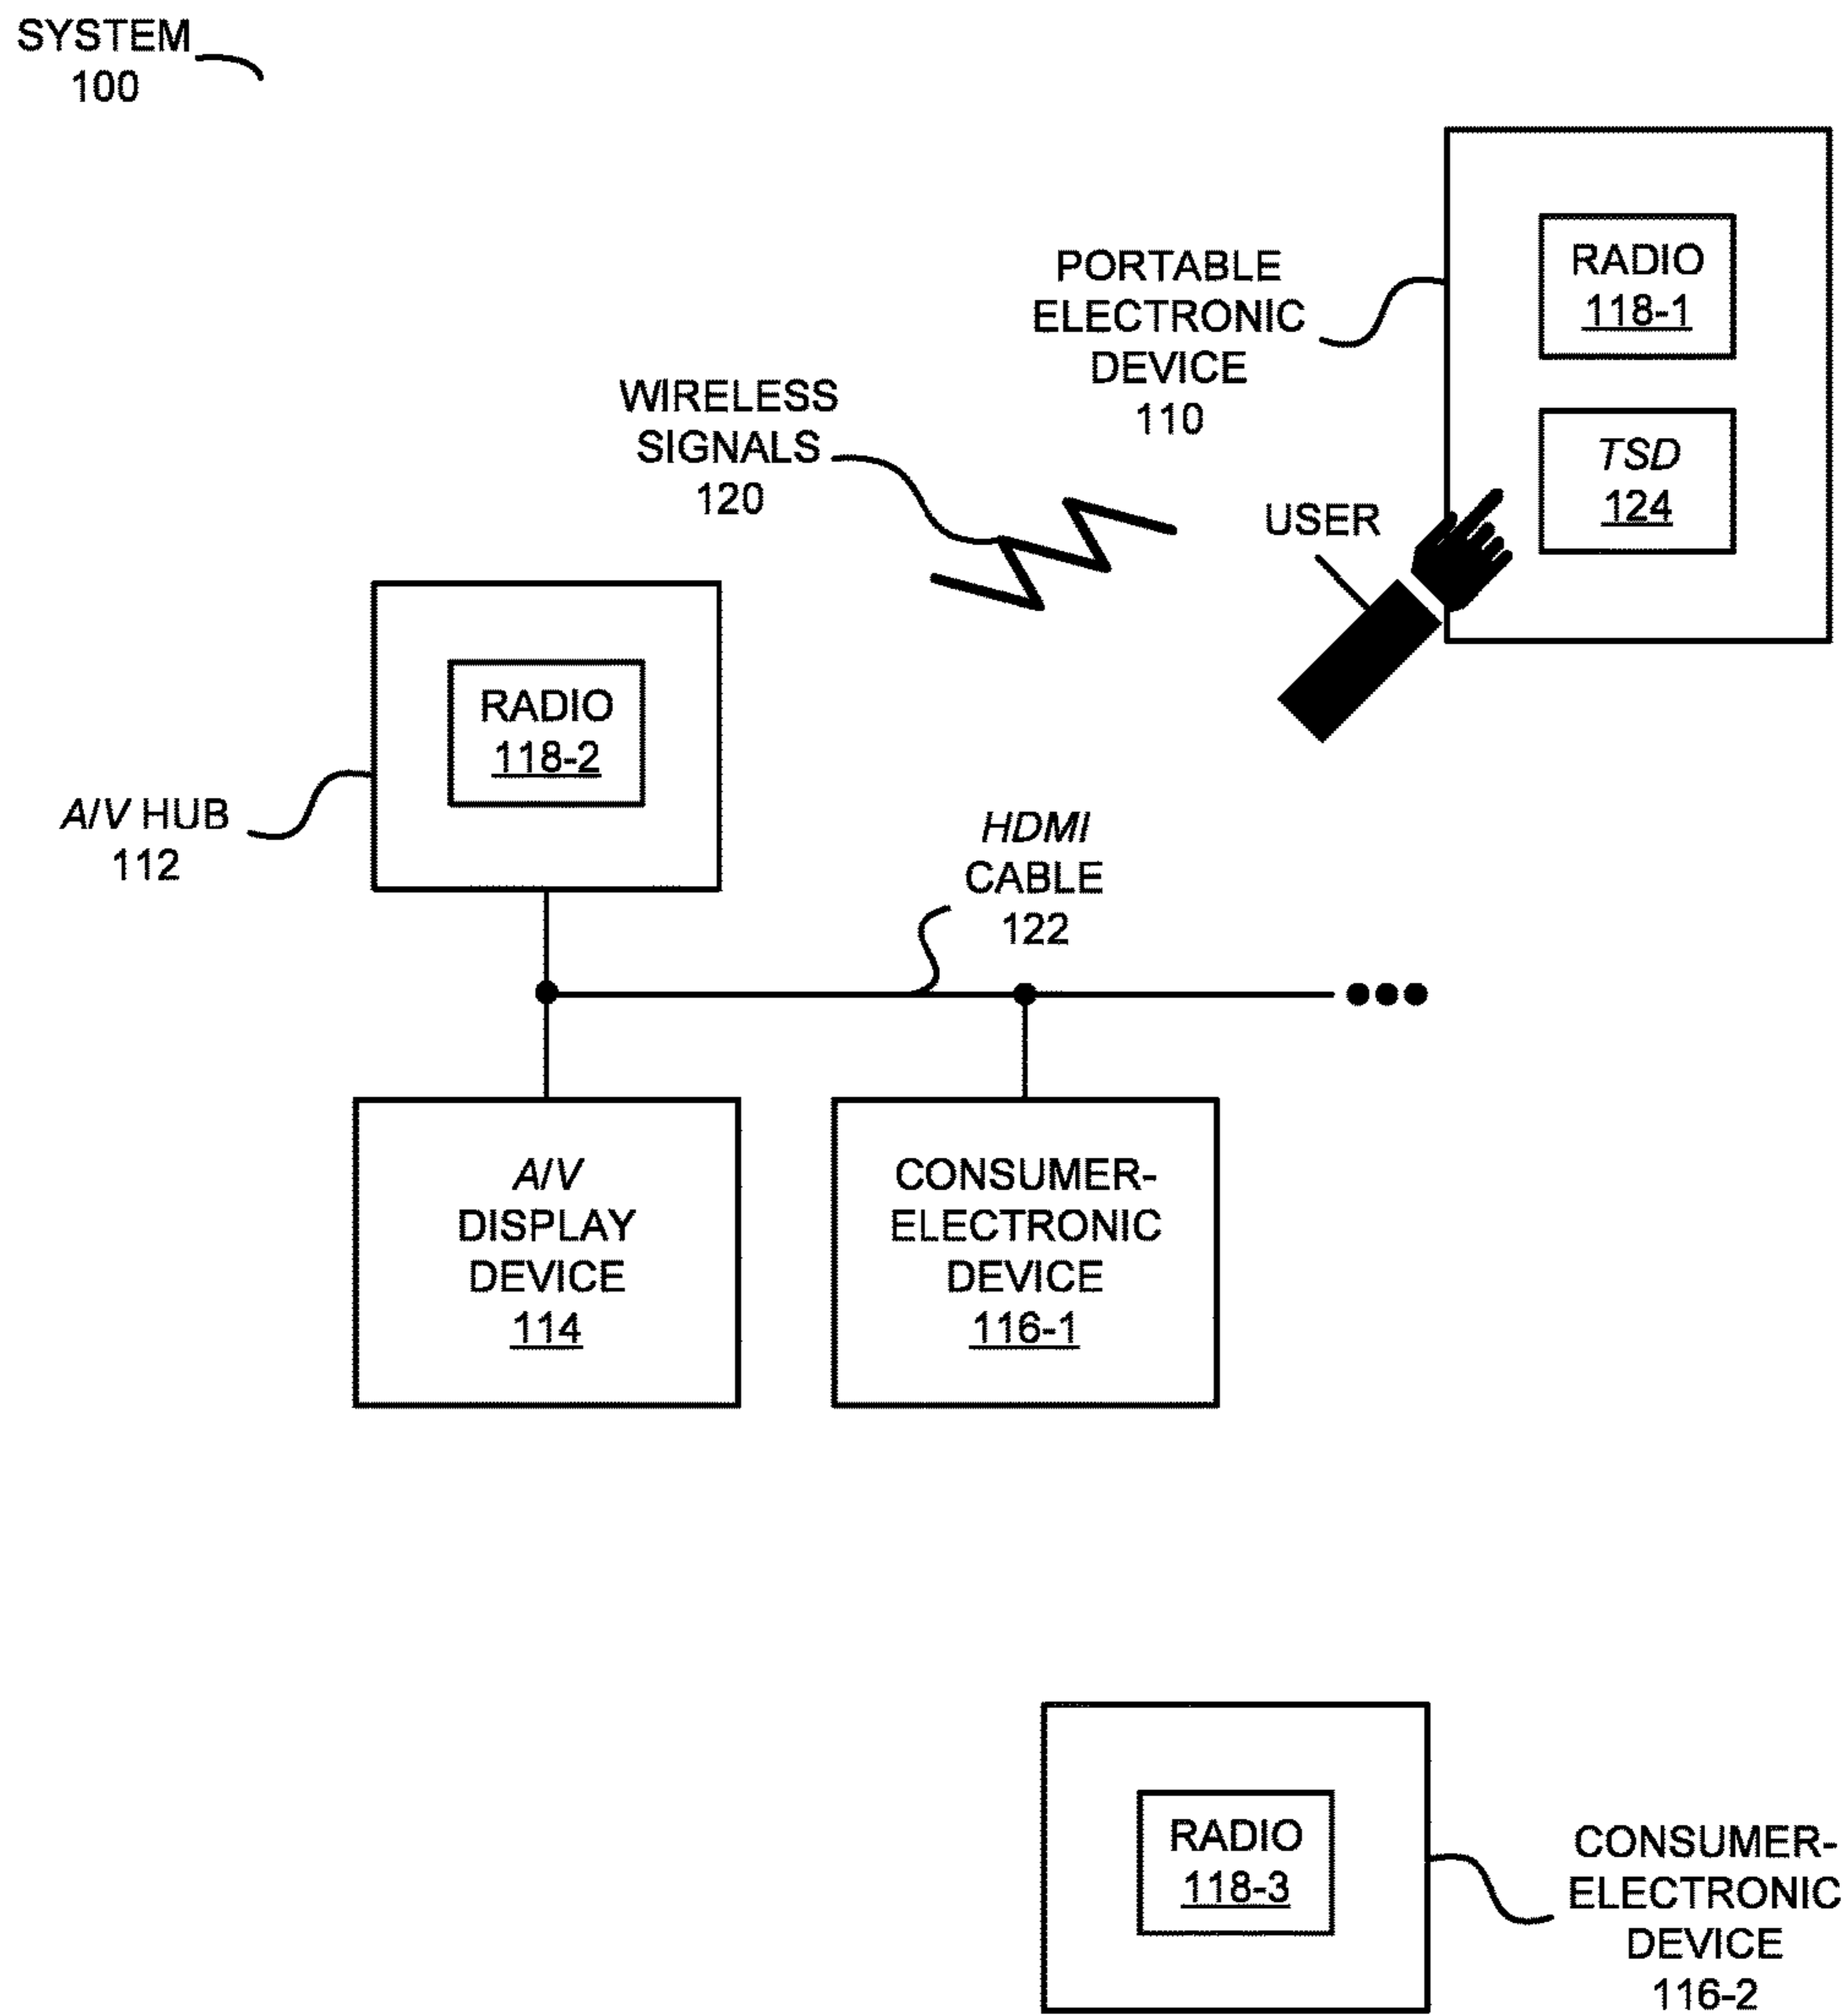 SYSTEM
100
PORTABLE
ELECTRONIC
DEVICE
110
RADIO
118-1
TSD
124
WIRELESS
SIGNALS
120
USER
RADIO
118-2
A/V HUB
112
HDMI
CABLE
122
A/V
DISPLAY
DEVICE
114
CONSUMER-
ELECTRONIC
DEVICE
116-1
RADIO
118-3
CONSUMER-
ELECTRONIC
DEVICE
116-2